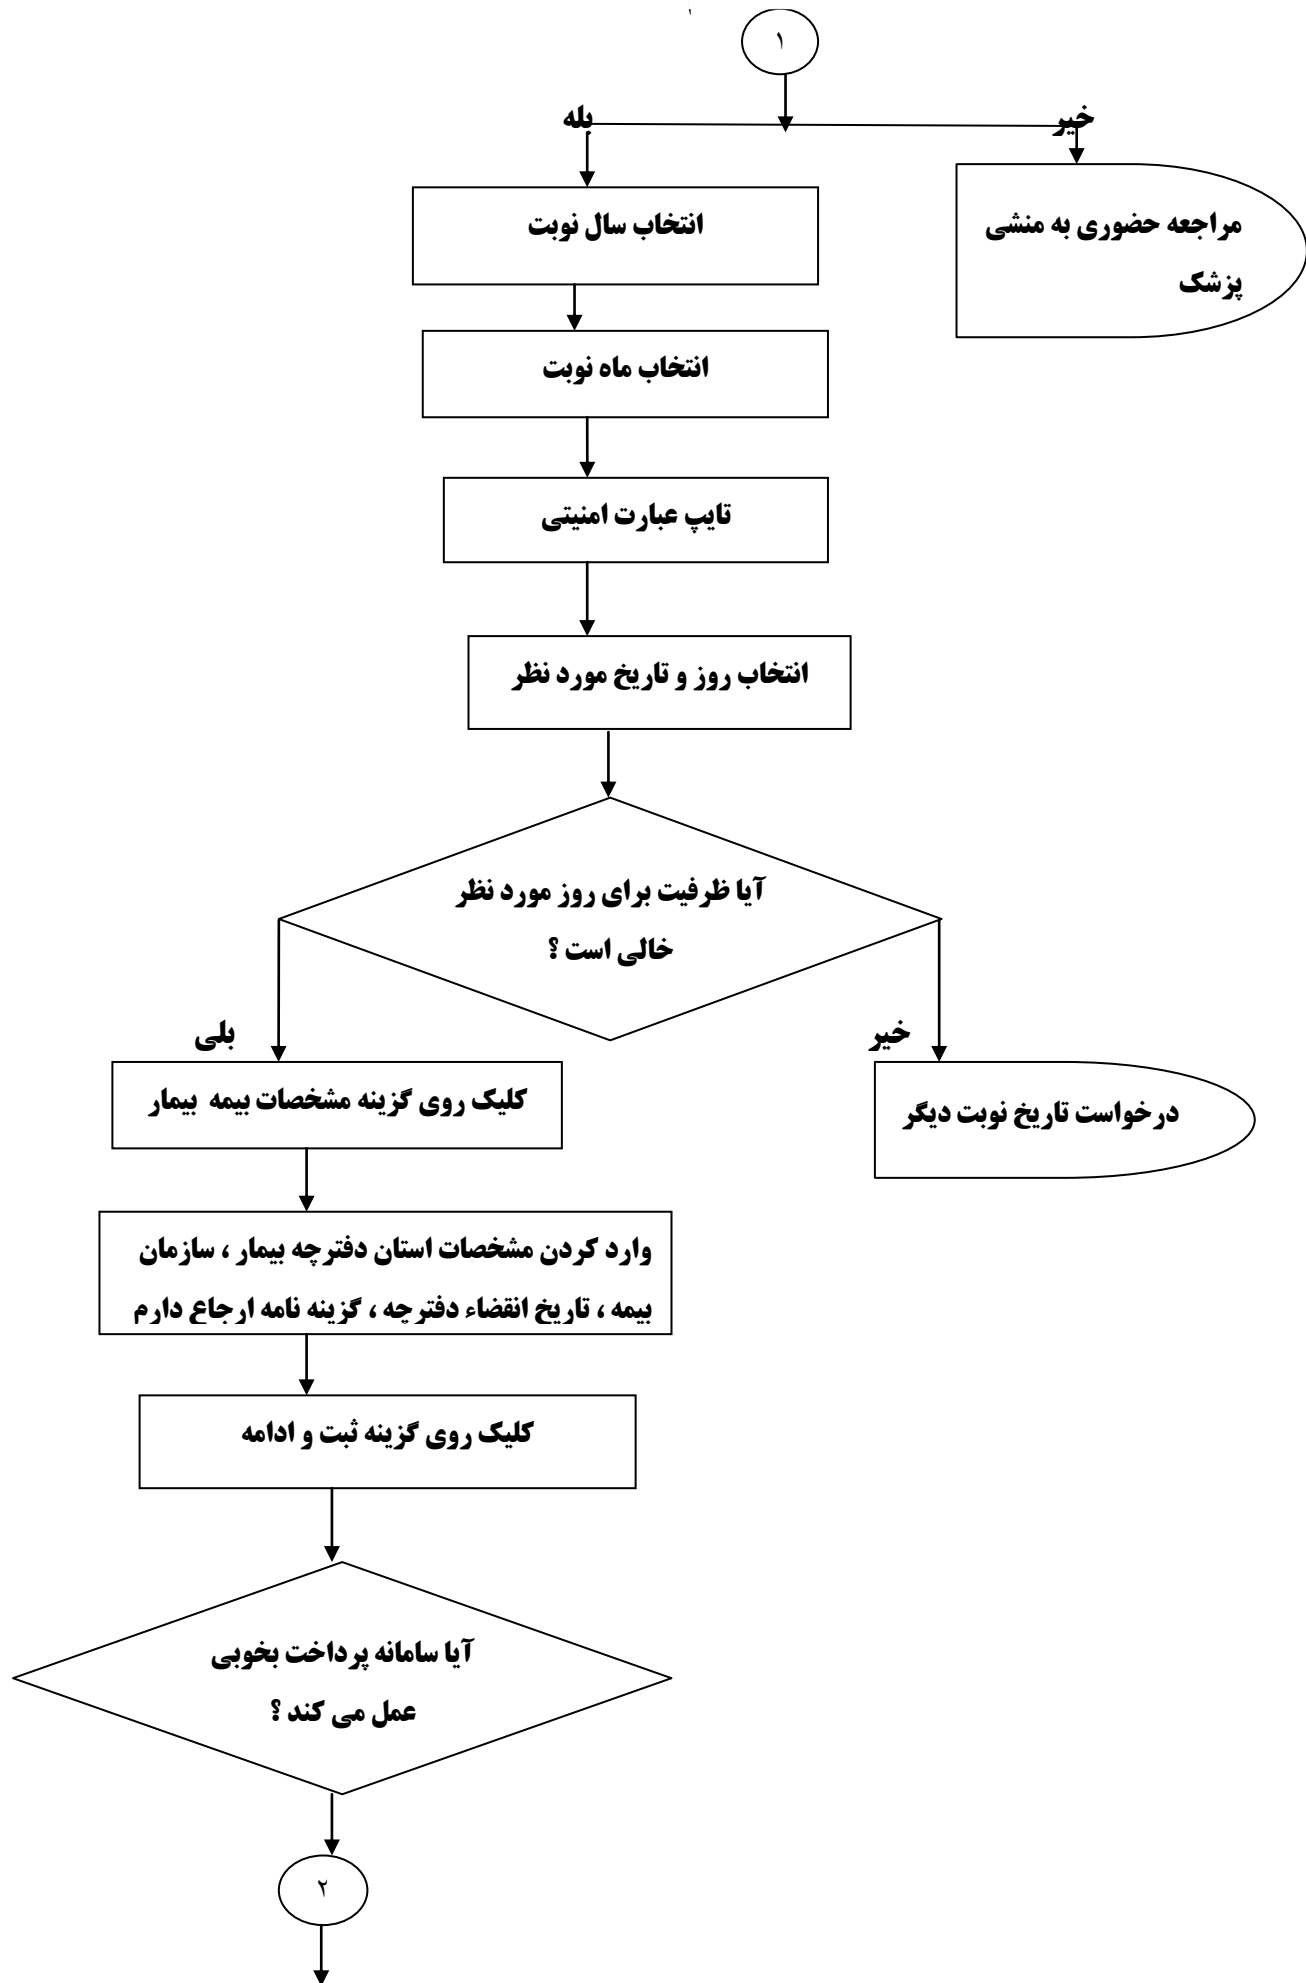 ۱
خیر
بله
مراجعه حضوری به منشی
پزشک
انتخاب سال نوبت
انتخاب ماه نوبت
تایپ عبارت امنیتی
انتخاب روز و تاریخ مورد نظر
آیا ظرفیت برای روز مورد نظر
خالی است ؟
خیر
بلی
درخواست تاریخ نوبت دیگر
کلیک روی گزینه مشخصات بیمه بیمار
وارد کردن مشخصات استان دفترچه بیمار ، سازمان
بیمه ، تاریخ انقضاء دفترچه ، گزینه نامه ارجاع دارم
کلیک روی گزینه ثبت و ادامه
آیا سامانه پرداخت بخوبی
عمل می کند ؟
۲